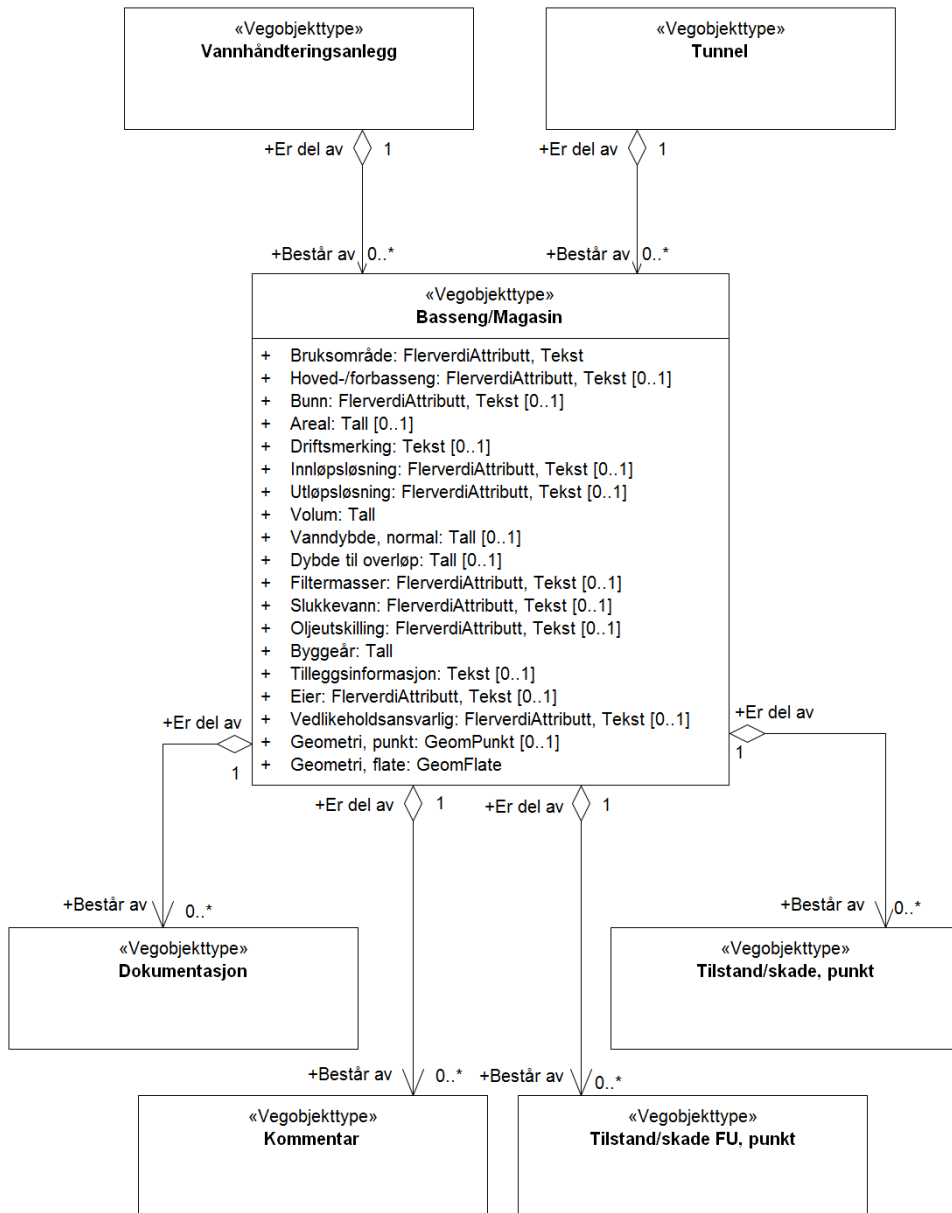 «Vegobjekttype»
Vannhåndteringsanlegg
«Vegobjekttype»
Tunnel
+Er del av 1
+Er del av 1
+Består av 0..*
+Består av 0..*
«Vegobjekttype»
Basseng/Magasin
+ Bruksområde: FlerverdiAttributt, Tekst
+ Hoved-/forbasseng: FlerverdiAttributt, Tekst [0..1]
+ Bunn: FlerverdiAttributt, Tekst [0..1]
+ Areal: Tall [0..1]
+ Driftsmerking: Tekst [0..1]
+ Innløpsløsning: FlerverdiAttributt, Tekst [0..1]
+ Utløpsløsning: FlerverdiAttributt, Tekst [0..1]
+ Volum: Tall
+ Vanndybde, normal: Tall [0..1]
+ Dybde til overløp: Tall [0..1]
+ Filtermasser: FlerverdiAttributt, Tekst [0..1]
+ Slukkevann: FlerverdiAttributt, Tekst [0..1]
+ Oljeutskilling: FlerverdiAttributt, Tekst [0..1]
+ Byggeår: Tall
+ Tilleggsinformasjon: Tekst [0..1]
+ Eier: FlerverdiAttributt, Tekst [0..1]
+ Vedlikeholdsansvarlig: FlerverdiAttributt, Tekst [0..1]
+ Geometri, punkt: GeomPunkt [0..1]
+ Geometri, flate: GeomFlate
+Er del av
1
+Er del av
1
+Er del av 1
+Er del av 1
+Består av 0..*
+Består av 0..*
«Vegobjekttype»
Dokumentasjon
«Vegobjekttype»
Tilstand/skade, punkt
+Består av 0..*
+Består av 0..*
«Vegobjekttype»
Kommentar
«Vegobjekttype»
Tilstand/skade FU, punkt